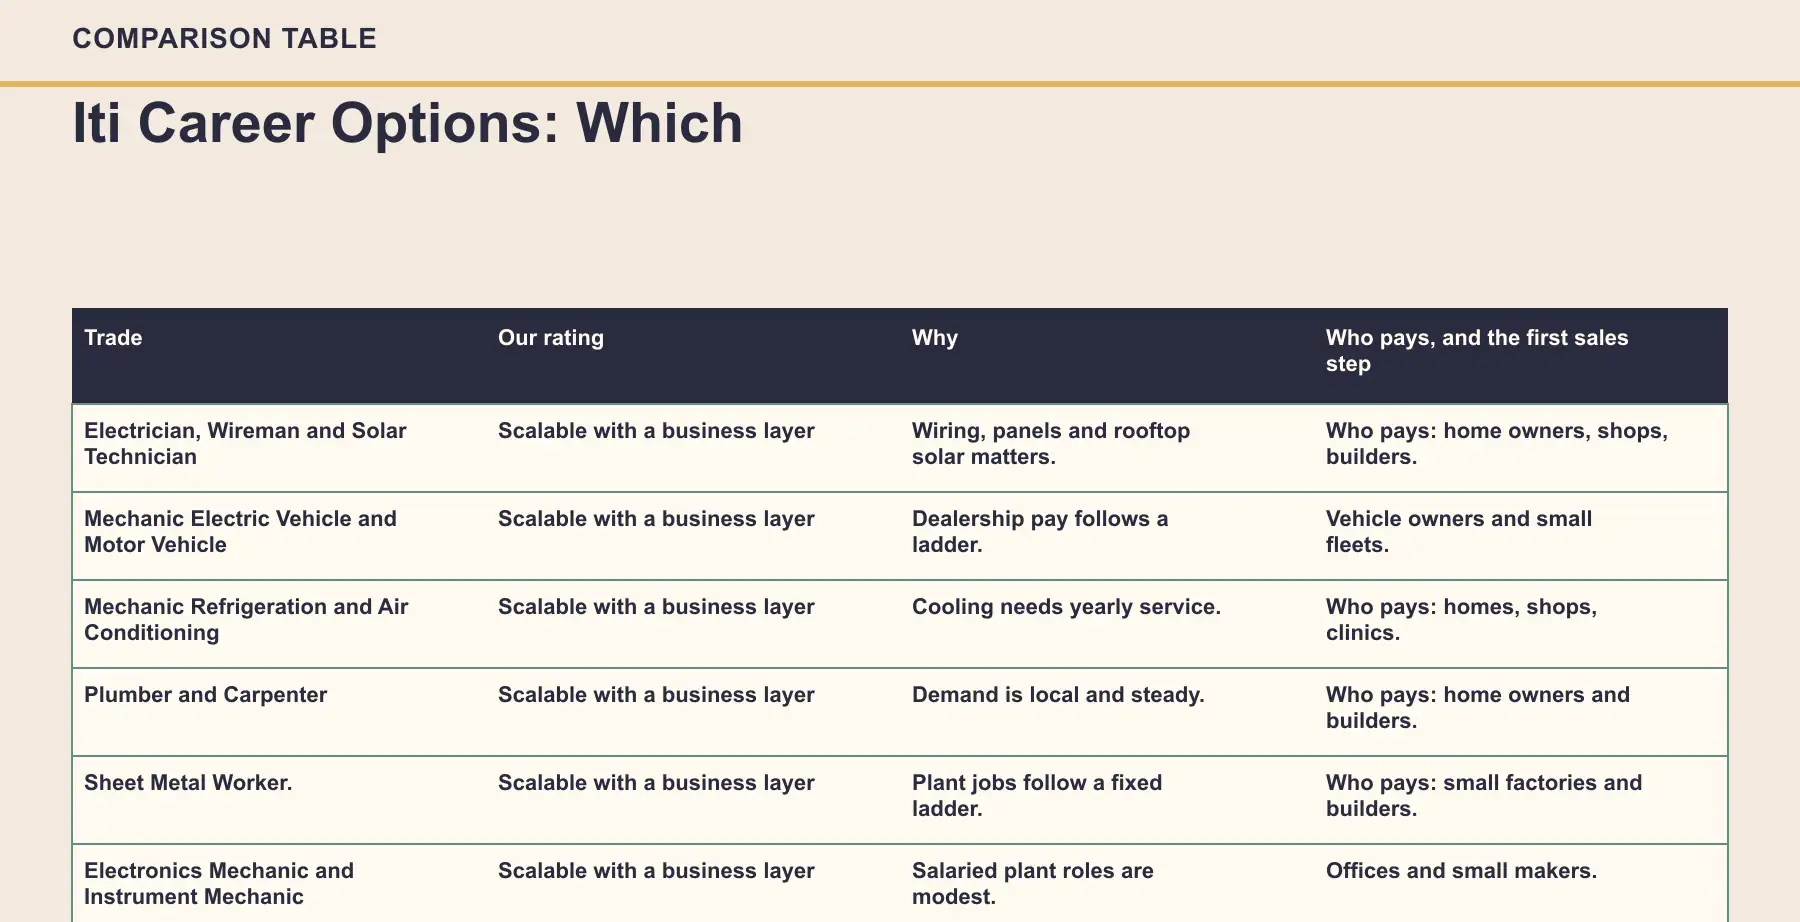 COMPARISON TABLE
Iti Career Options: Which
Trade
Our rating
Why
Who pays, and the first sales
step
Electrician, Wireman and Solar
Technician
Scalable with a business layer
Wiring, panels and rooftop
solar matters.
Who pays: home owners, shops,
builders.
Mechanic Electric Vehicle and
Motor Vehicle
Scalable with a business layer
Dealership pay follows a
ladder.
Vehicle owners and small
fleets.
Mechanic Refrigeration and Air
Conditioning
Scalable with a business layer
Cooling needs yearly service.
Who pays: homes, shops,
clinics.
Plumber and Carpenter
Scalable with a business layer
Demand is local and steady.
Who pays: home owners and
builders.
Sheet Metal Worker.
Scalable with a business layer
Plant jobs follow a fixed
ladder.
Who pays: small factories and
builders.
Electronics Mechanic and
Instrument Mechanic
Scalable with a business layer
Salaried plant roles are
modest.
Offices and small makers.